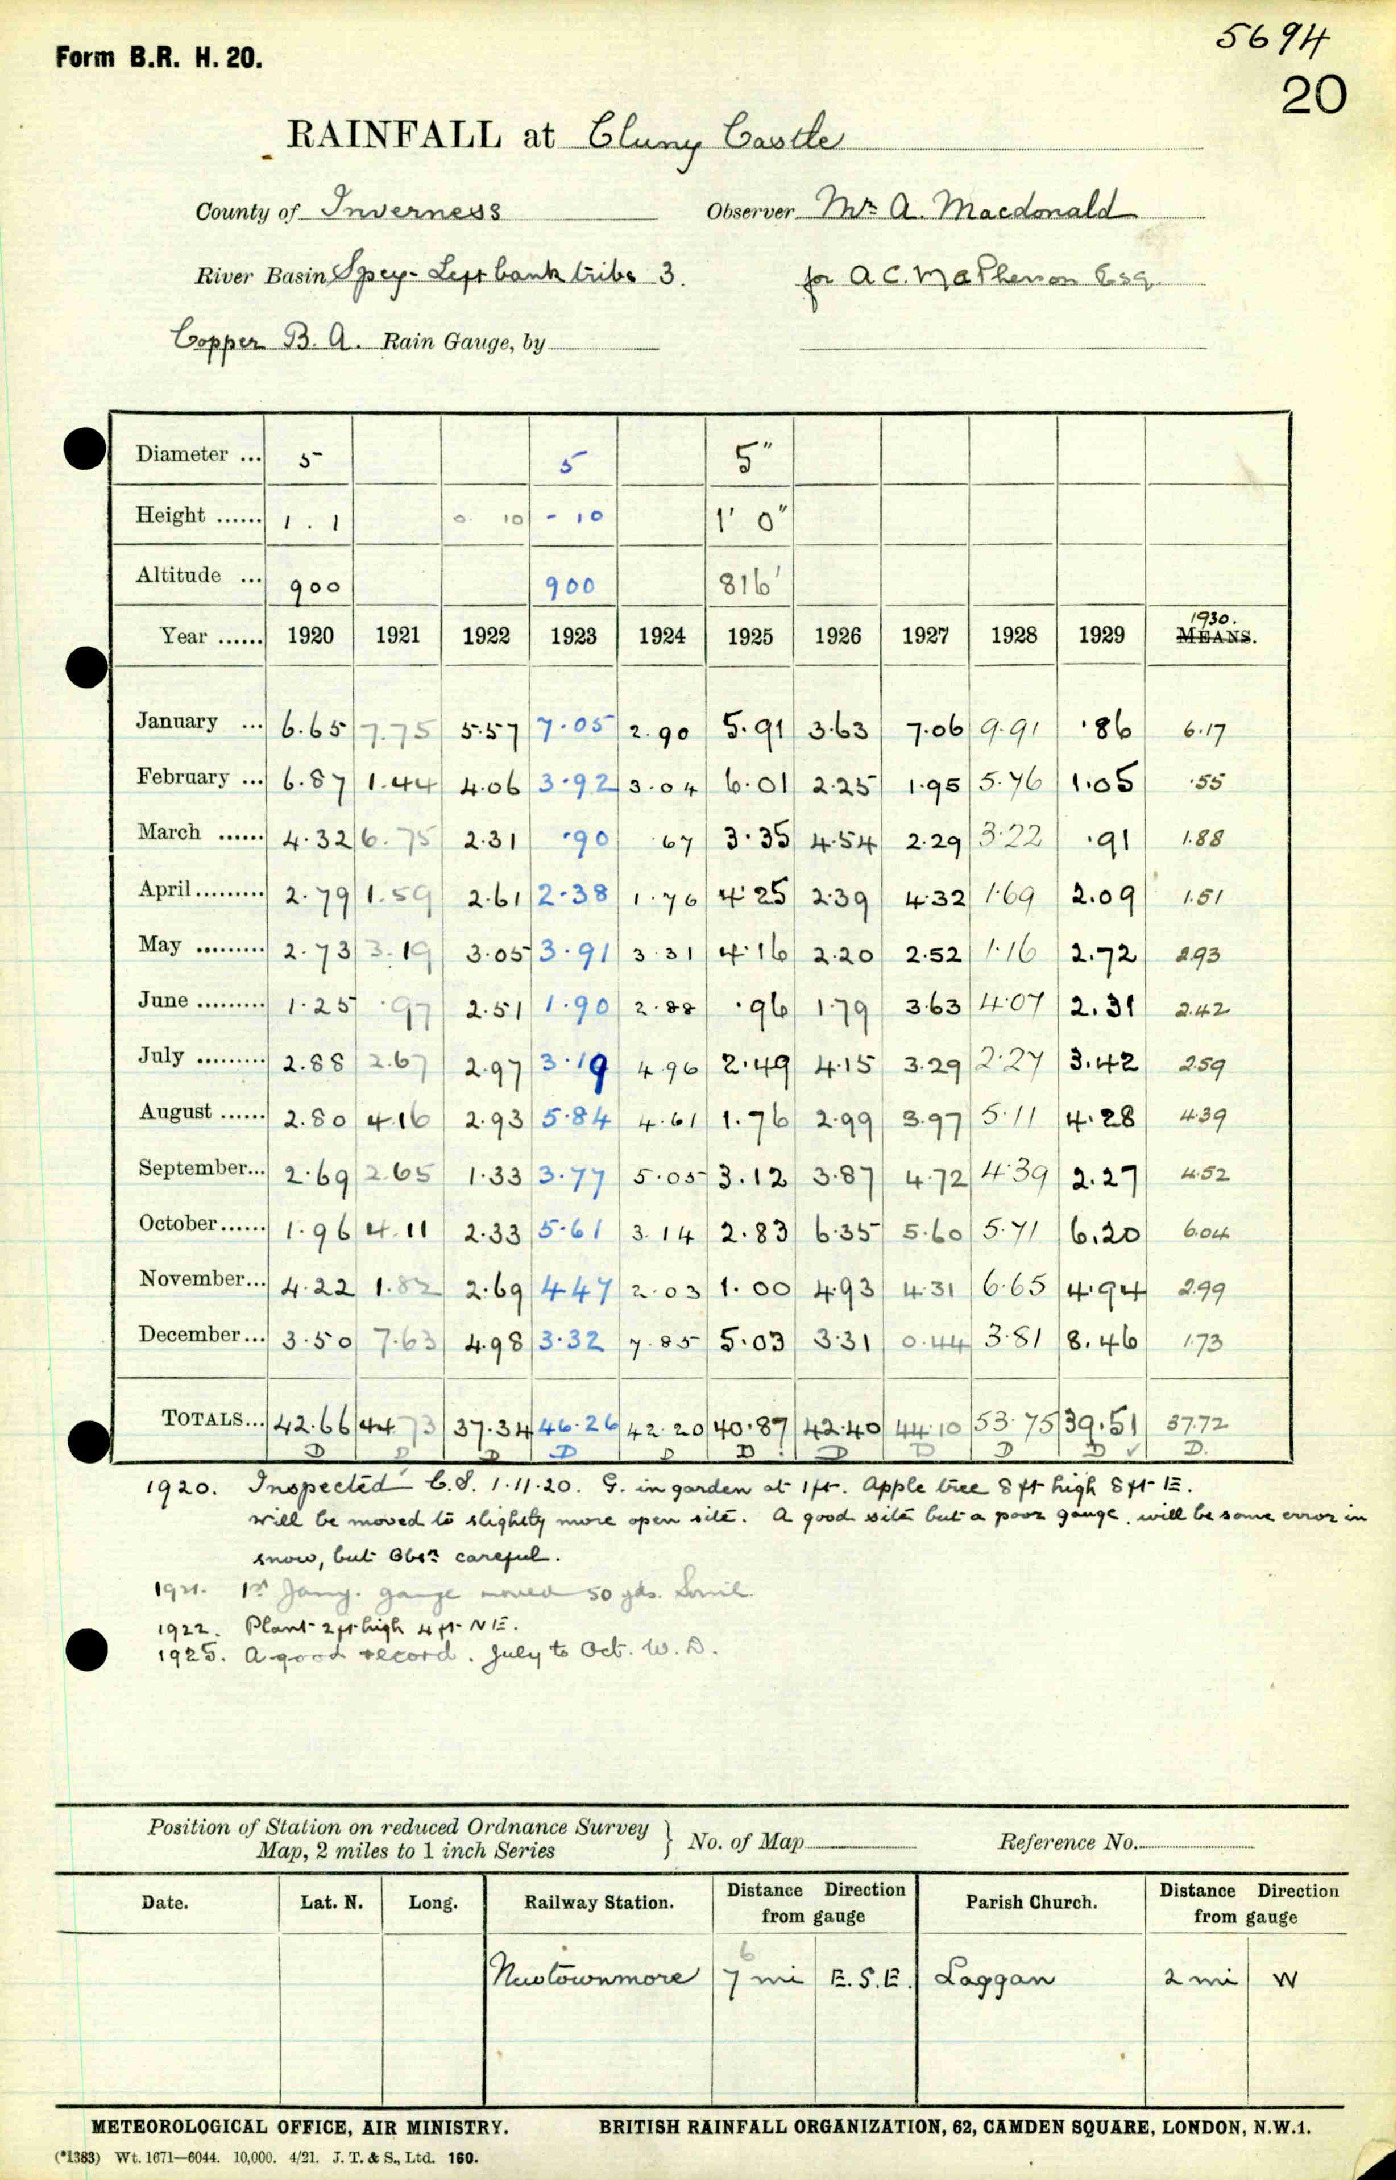 5694
Form B.R. H. 20.
20
RAINFALL at Cluny Castle
County of Inverness Observer Mr. A. Macdonald
River Basin Spey - Left bank tribs 3. for A.C. McPherson Esq
Copper B. A. Rain Gauge, by
Diameter ... 5 5 5"
Height ...... 1 . 1 0 10 - 10 1' 0"
Altitude ... 900 900 816'
1930.
Year ...... 1920 1921 1922 1923 1924 1925 1926 1927 1928 1929 MEANS.
January ... 6.65 7.75 5.57 7.05 2.90 5.91 3.63 7.06 9.91 .86 6.17
February ... 6.87 1.44 4.06 3.92 3.04 6.01 2.25 1.95 5.76 1.05 .55
March ...... 4.32 6.75 2.31 .90 .67 3.35 4.54 2.29 3.22 .91 1.88
April ......... 2.79 1.59 2.61 2.38 1.76 4.25 2.39 4.32 1.69 2.09 1.51
May ......... 2.73 3.19 3.05 3.91 3.31 4.16 2.20 2.52 1.16 2.72 2.93
June ......... 1.25 .97 2.51 1.90 2.88 .96 1.79 3.63 4.07 2.31 2.42
July ......... 2.88 2.67 2.97 3.19 4.96 2.49 4.15 3.29 2.27 3.42 2.59
August ...... 2.80 4.16 2.93 5.84 4.61 1.76 2.99 3.97 5.11 4.28 4.39
September... 2.69 2.65 1.33 3.77 5.05 3.12 3.87 4.72 4.39 2.27 4.52
October...... 1.96 4.11 2.33 5.61 3.14 2.83 6.35 5.60 5.71 6.20 6.04
November... 4.22 1.82 2.69 4.47 2.03 1.00 4.93 4.31 6.65 4.94 2.99
December ... 3.50 7.63 4.98 3.32 7.85 5.03 3.31 0.44 3.81 8.46 1.73
TOTALS... 42.66 44.73 37.34 46.26 42.20 40.87 42.40 44.10 53.75 39.51 37.72
D D D D D D D D D D ✓ D.
1920. Inspected C.S. 1.11.20. G. in garden at 1 ft. Apple tree 8 ft high 8 ft E.
will be moved to slightly more open site. A good site but a poor gauge, will be some error in
snow, but Obsr. careful.
1921. 1st Jany. gauge moved 50 yds.
1922. Plant 2 ft high 4 ft NE.
1925. A good record. July to Oct. W. D.
Position of Station on reduced Ordnance Survey
Map, 2 miles to 1 inch Series } No. of Map Reference No.
Date. Lat. N. Long. Railway Station. Distance Direction from gauge Parish Church. Distance Direction from gauge
6
Newtownmore 7 mi E.S.E. Laggan 2 mi W
METEOROLOGICAL OFFICE, AIR MINISTRY. BRITISH RAINFALL ORGANIZATION, 62, CAMDEN SQUARE, LONDON, N.W.1.
(*1383) Wt. 1671—6044. 10,000. 4/21. J. T. & S., Ltd. 160.